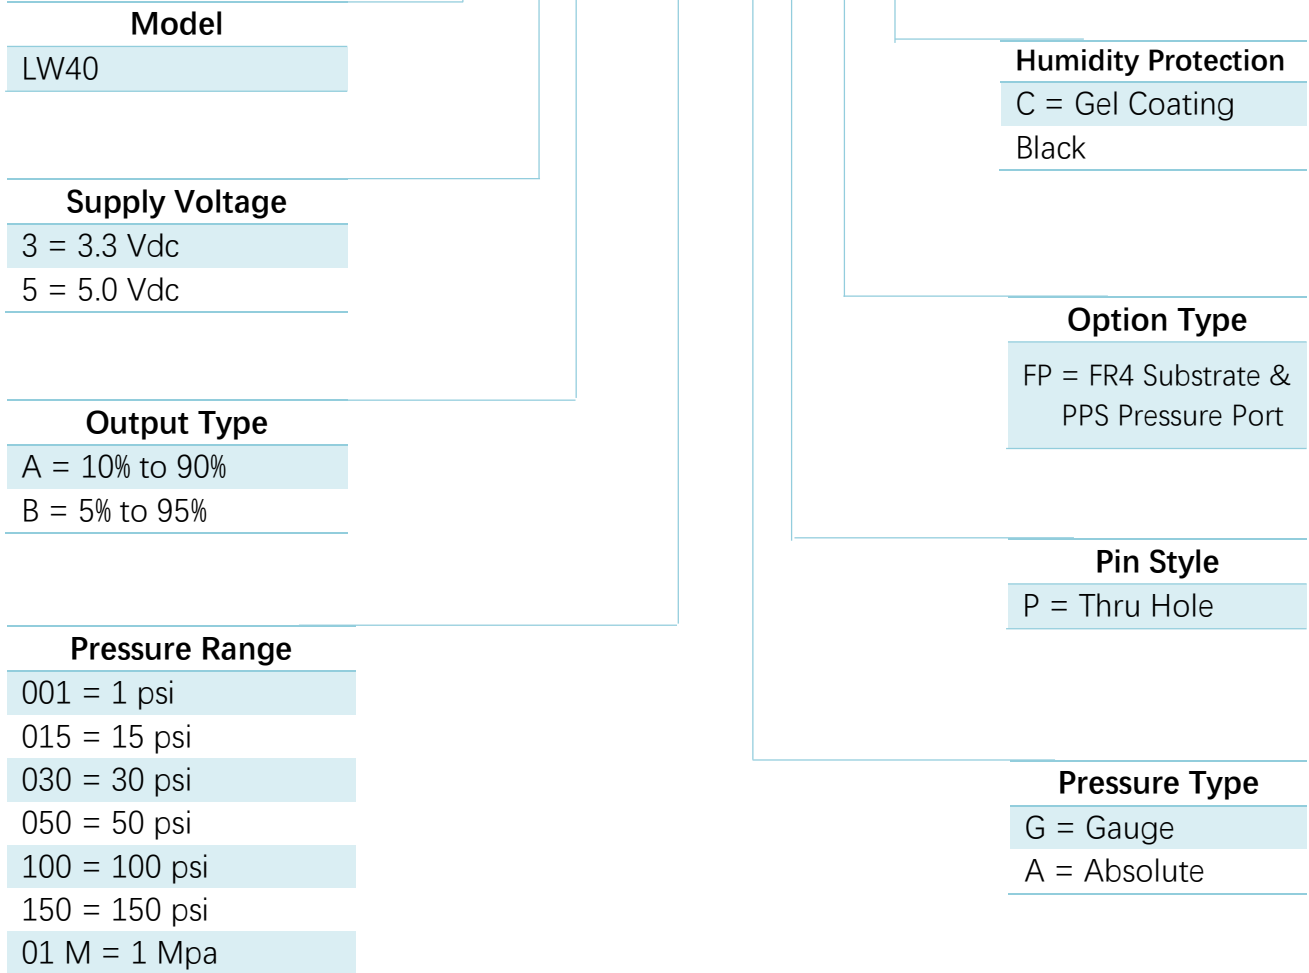 Model
LW40
Supply Voltage
3 = 3.3 Vdc
5 = 5.0 Vdc
Output Type
A = 10% to 90%
B = 5% to 95%
Pressure Range
001 = 1 psi
015 = 15 psi
030 = 30 psi
050 = 50 psi
100 = 100 psi
150 = 150 psi
01 M = 1 Mpa
Humidity Protection
C = Gel Coating
Black
Option Type
FP = FR4 Substrate &
PPS Pressure Port
Pin Style
P = Thru Hole
Pressure Type
G = Gauge
A = Absolute